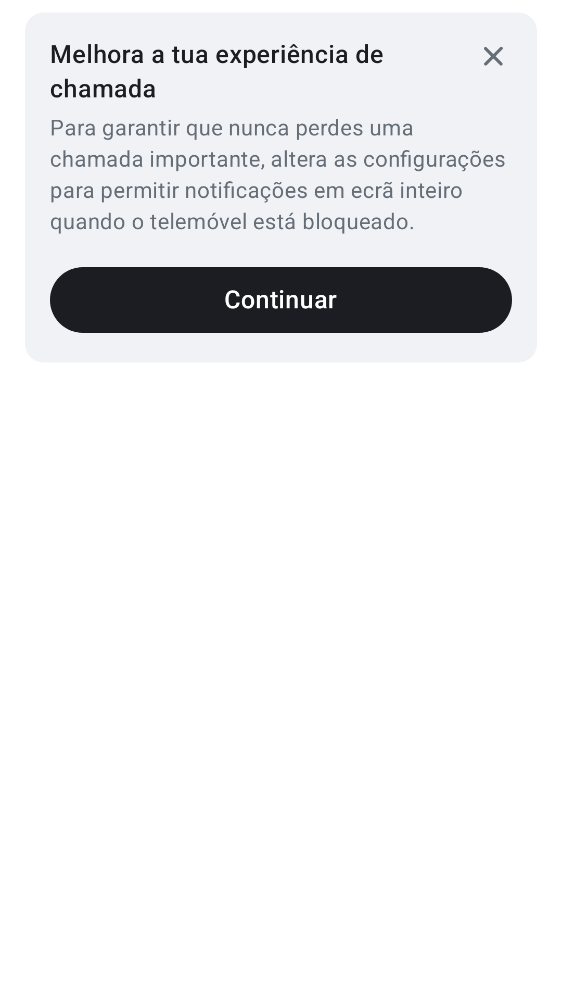 Melhora a tua experiência de
chamada
Para garantir que nunca perdes uma
chamada importante, altera as configurações
para permitir notificações em ecrã inteiro
quando o telemóvel está bloqueado.
Continuar